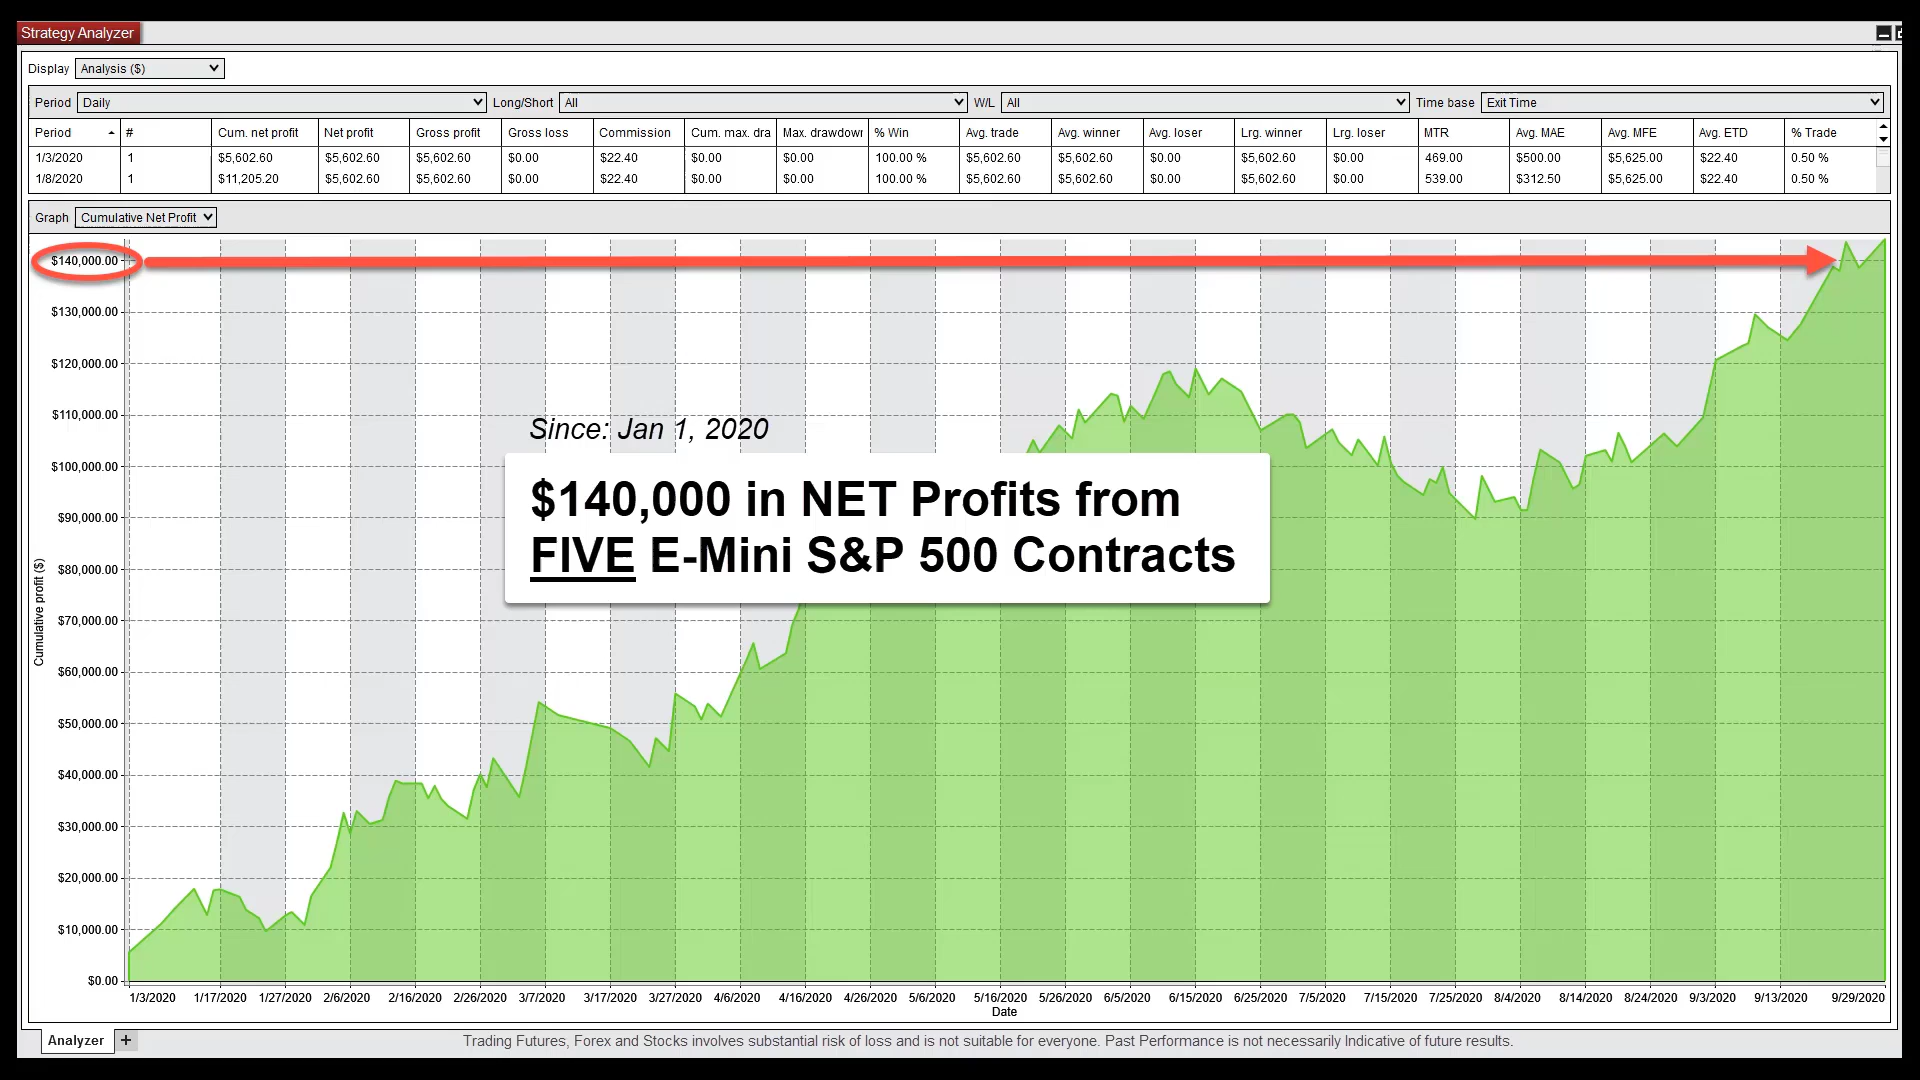 Strategy Analyzer
Display Analysis ($)
Period Daily Long/Short All W/L All Time base Exit Time
Period # Cum. net profit Net profit Gross profit Gross loss Commission Cum. max. dra Max. drawdown % Win Avg. trade Avg. winner Avg. loser Lrg. winner Lrg. loser MTR Avg. MAE Avg. MFE Avg. ETD % Trade
1/3/2020 1 $5,602.60 $5,602.60 $5,602.60 $0.00 $22.40 $0.00 $0.00 100.00 % $5,602.60 $5,602.60 $0.00 $5,602.60 $0.00 469.00 $500.00 $5,625.00 $22.40 0.50 %
1/8/2020 1 $11,205.20 $5,602.60 $5,602.60 $0.00 $22.40 $0.00 $0.00 100.00 % $5,602.60 $5,602.60 $0.00 $5,602.60 $0.00 539.00 $312.50 $5,625.00 $22.40 0.50 %
Graph Cumulative Net Profit
$140,000.00
$130,000.00
$120,000.00
$110,000.00
$100,000.00
$90,000.00
$80,000.00
$70,000.00
$60,000.00
$50,000.00
$40,000.00
$30,000.00
$20,000.00
$10,000.00
$0.00
Cumulative profit ($)
Since: Jan 1, 2020
$140,000 in NET Profits from
FIVE E-Mini S&P 500 Contracts
1/3/2020 1/17/2020 1/27/2020 2/6/2020 2/16/2020 2/26/2020 3/7/2020 3/17/2020 3/27/2020 4/6/2020 4/16/2020 4/26/2020 5/6/2020 5/16/2020 5/26/2020 6/5/2020 6/15/2020 6/25/2020 7/5/2020 7/15/2020 7/25/2020 8/4/2020 8/14/2020 8/24/2020 9/3/2020 9/13/2020 9/29/2020
Date
Analyzer +
Trading Futures, Forex and Stocks involves substantial risk of loss and is not suitable for everyone. Past Performance is not necessarily Indicative of future results.